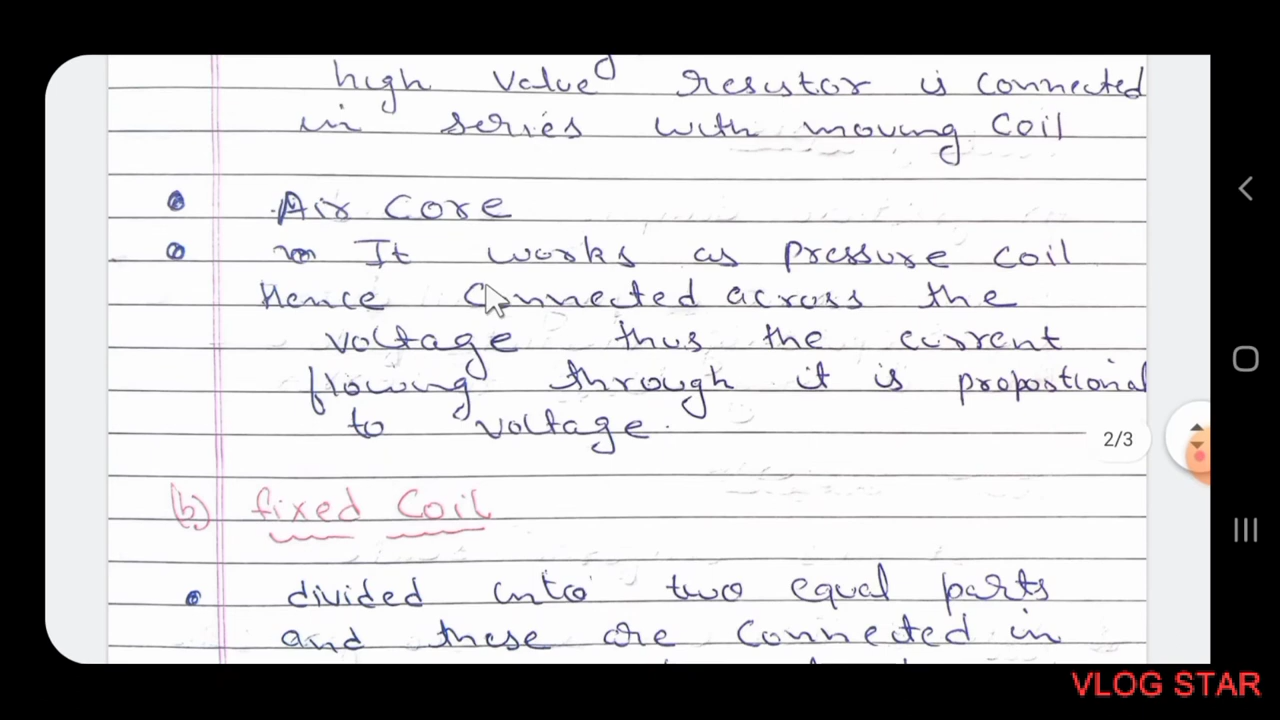 high value resistor is connected
in series with moving coil
• Air core
• It works as pressure coil
Hence connected across the
voltage thus the current
flowing through it is propostional
to voltage.
2/3
(b) fixed coil
• divided into two equal parts
and these are connected in
VLOG STAR